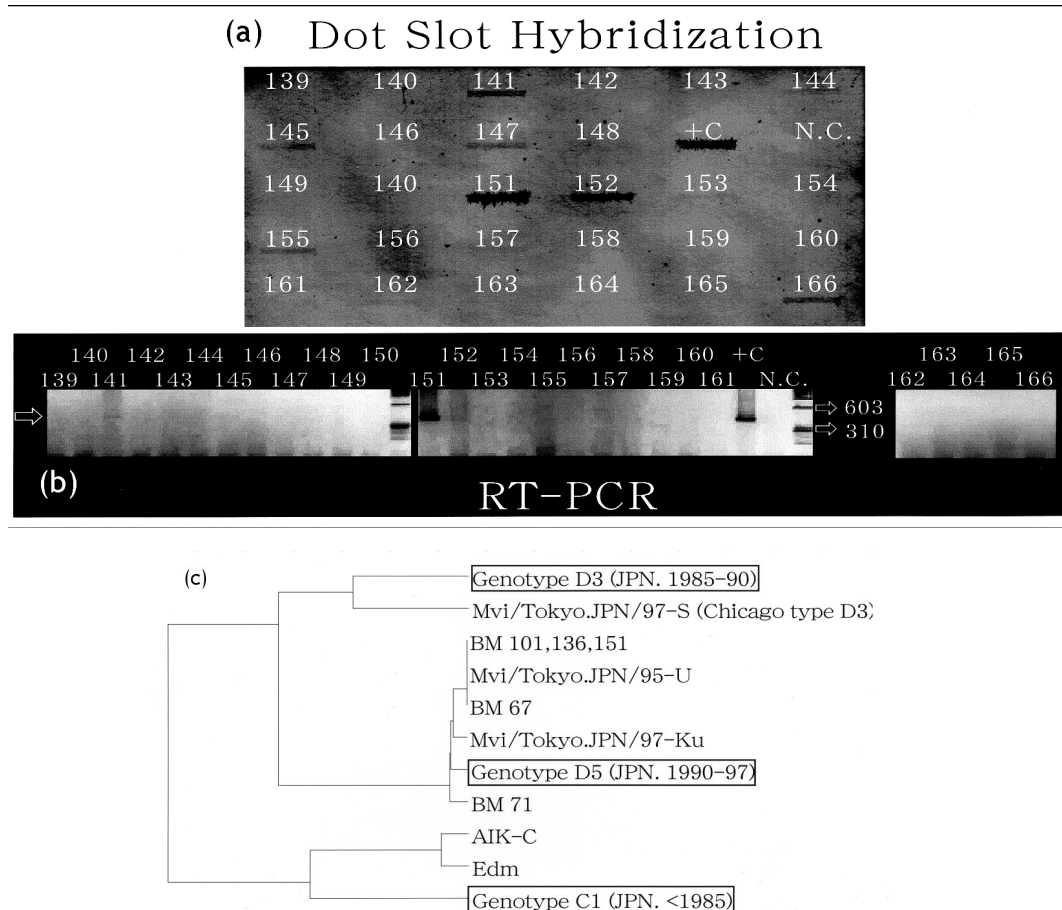 (a) Dot Slot Hybridization
139 140 141 142 143 144
145 146 147 148 +C N.C.
149 140 151 152 153 154
155 156 157 158 159 160
161 162 163 164 165 166
140 142 144 146 148 150 152 154 156 158 160 +C 163 165
139 141 143 145 147 149 151 153 155 157 159 161 N.C. 162 164 166
603
310
(b) RT-PCR
(c)
Genotype D3 (JPN. 1985-90)
Mvi/Tokyo.JPN/97-S (Chicago type D3)
BM 101,136,151
Mvi/Tokyo.JPN/95-U
BM 67
Mvi/Tokyo.JPN/97-Ku
Genotype D5 (JPN. 1990-97)
BM 71
AIK-C
Edm
Genotype C1 (JPN. <1985)